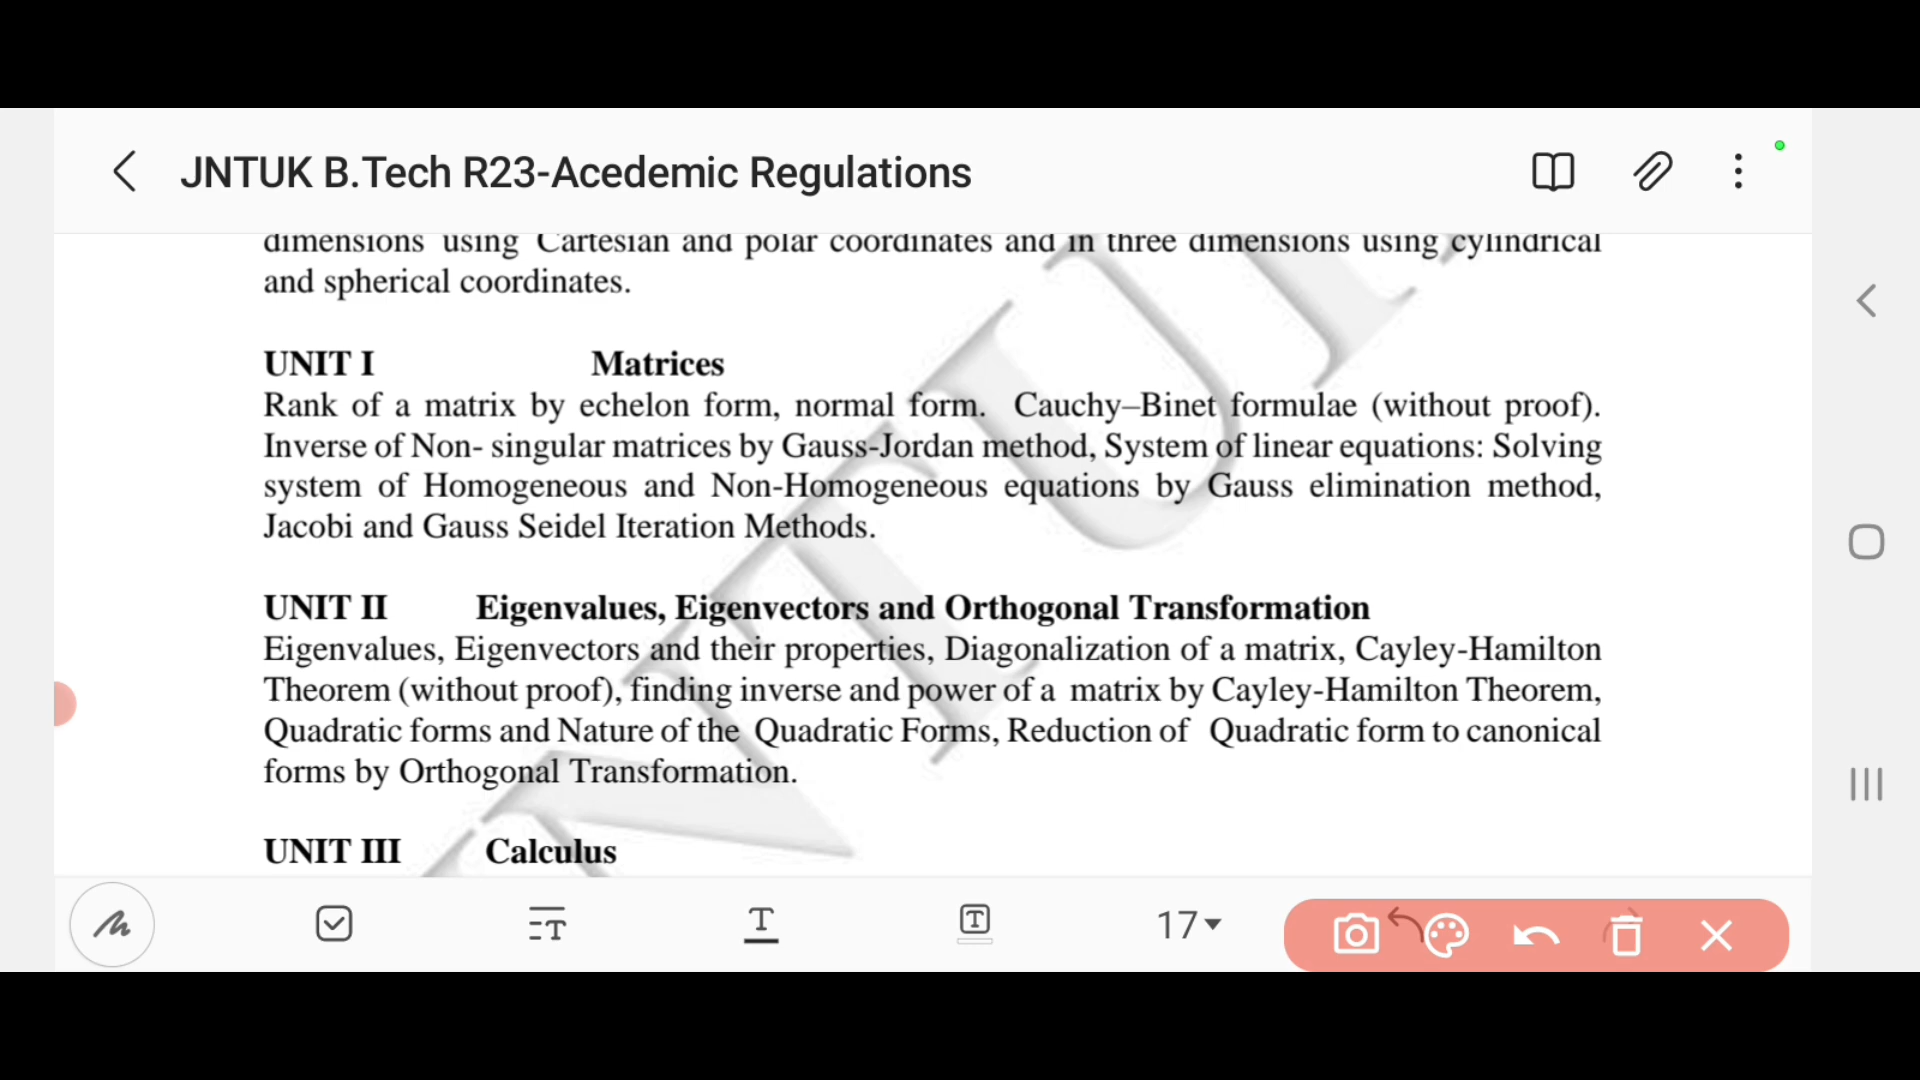 JNTUK B.Tech R23-Acedemic Regulations
dimensions using Cartesian and polar coordinates and in three dimensions using cylindrical
and spherical coordinates.
UNIT I Matrices
Rank of a matrix by echelon form, normal form. Cauchy–Binet formulae (without proof).
Inverse of Non- singular matrices by Gauss-Jordan method, System of linear equations: Solving
system of Homogeneous and Non-Homogeneous equations by Gauss elimination method,
Jacobi and Gauss Seidel Iteration Methods.
UNIT II Eigenvalues, Eigenvectors and Orthogonal Transformation
Eigenvalues, Eigenvectors and their properties, Diagonalization of a matrix, Cayley-Hamilton
Theorem (without proof), finding inverse and power of a matrix by Cayley-Hamilton Theorem,
Quadratic forms and Nature of the Quadratic Forms, Reduction of Quadratic form to canonical
forms by Orthogonal Transformation.
UNIT III Calculus
17